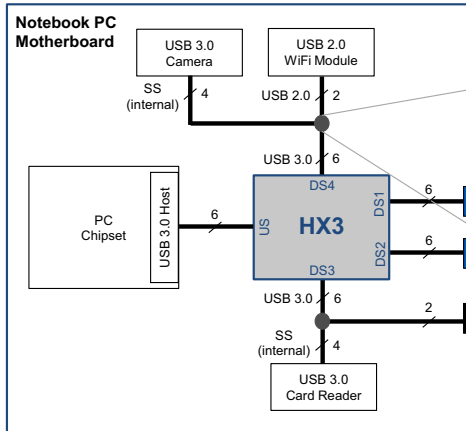 Notebook PC
Motherboard
USB 3.0
Camera
USB 2.0
WiFi Module
SS
(internal)
4
USB 2.0
2
USB 3.0
6
DS4
PC
Chipset
USB 3.0 Host
6
US
HX3
DS1
6
DS2
6
DS3
USB 3.0
6
2
SS
(internal)
4
USB 3.0
Card Reader